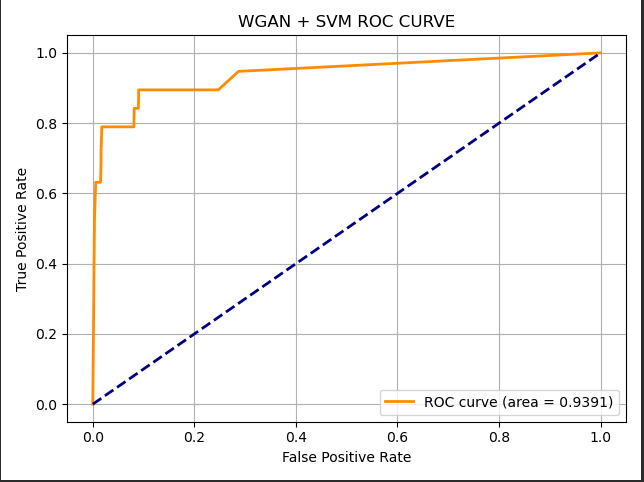 WGAN + SVM ROC CURVE
True Positive Rate
1.0
0.8
0.6
0.4
0.2
0.0
ROC curve (area = 0.9391)
0.0 0.2 0.4 0.6 0.8 1.0
False Positive Rate